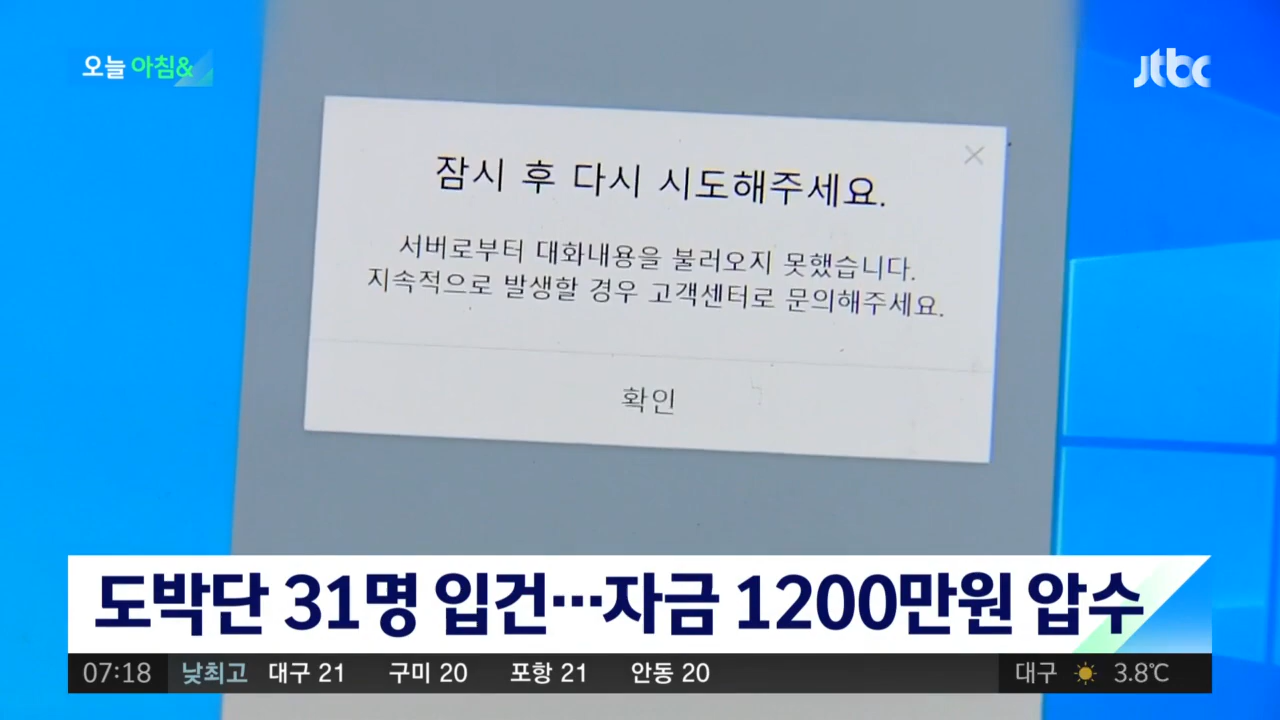 오늘 아침&
jtbc
잠시 후 다시 시도해주세요.
서버로부터 대화내용을 불러오지 못했습니다.
지속적으로 발생할 경우 고객센터로 문의해주세요.
확인
도박단 31명 입건…자금 1200만원 압수
07:18 낮최고 대구 21 구미 20 포항 21 안동 20 대구 3.8℃